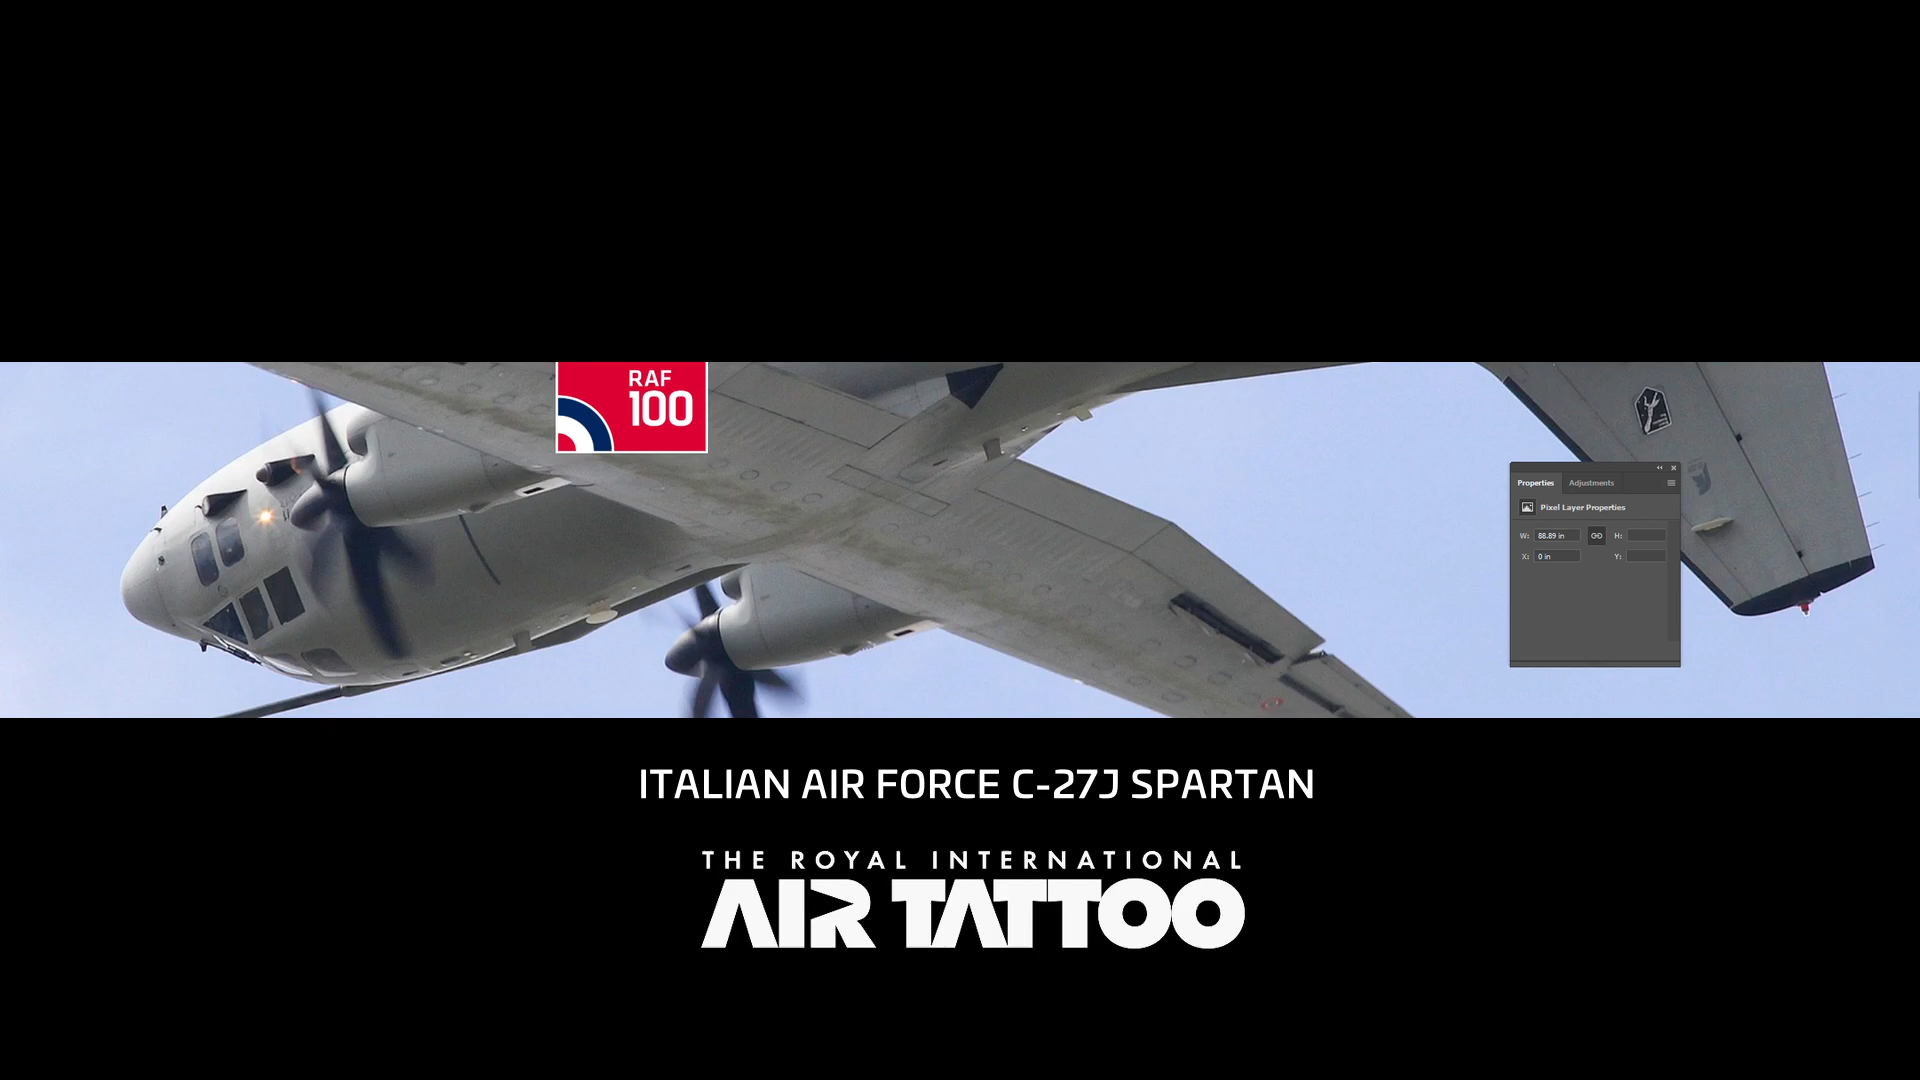 RAF
100
Properties
Adjustments
Pixel Layer Properties
W: 88.89 in
H:
X: 0 in
Y:
ITALIAN AIR FORCE C-27J SPARTAN
THE ROYAL INTERNATIONAL
AIR TATTOO